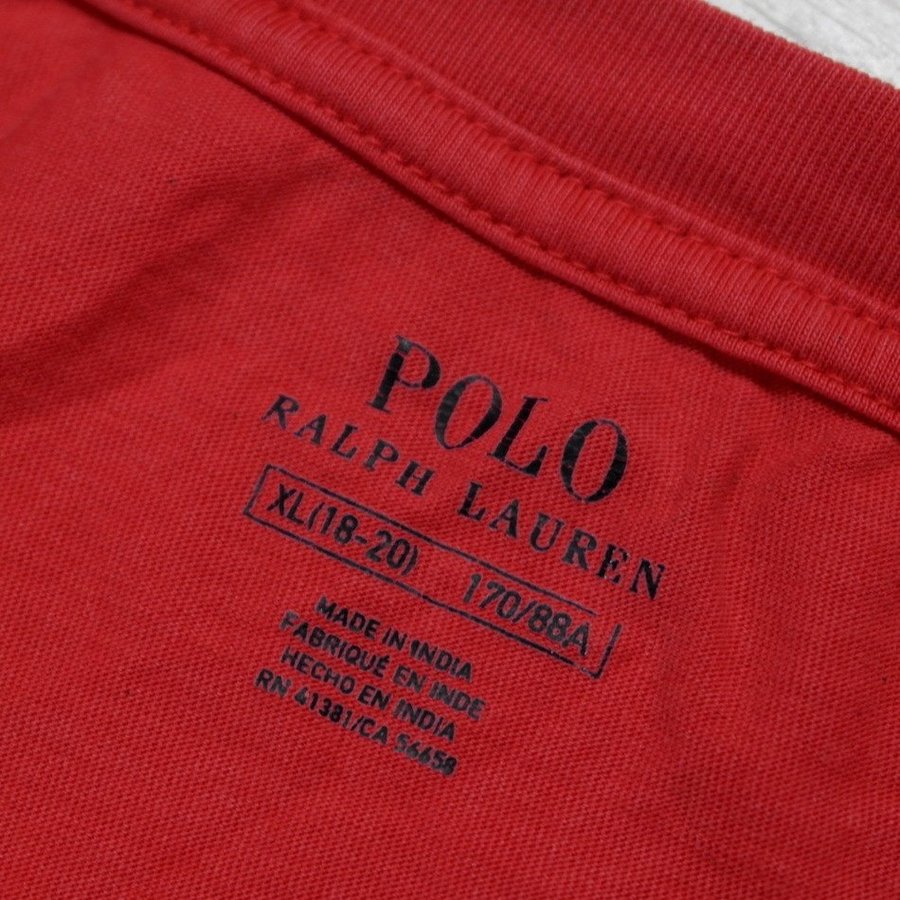 POLO
RALPH LAUREN
XL(18-20) 170/88A
MADE IN INDIA
FABRIQUÉ EN INDE
HECHO EN INDIA
RN 41381/CA 56658